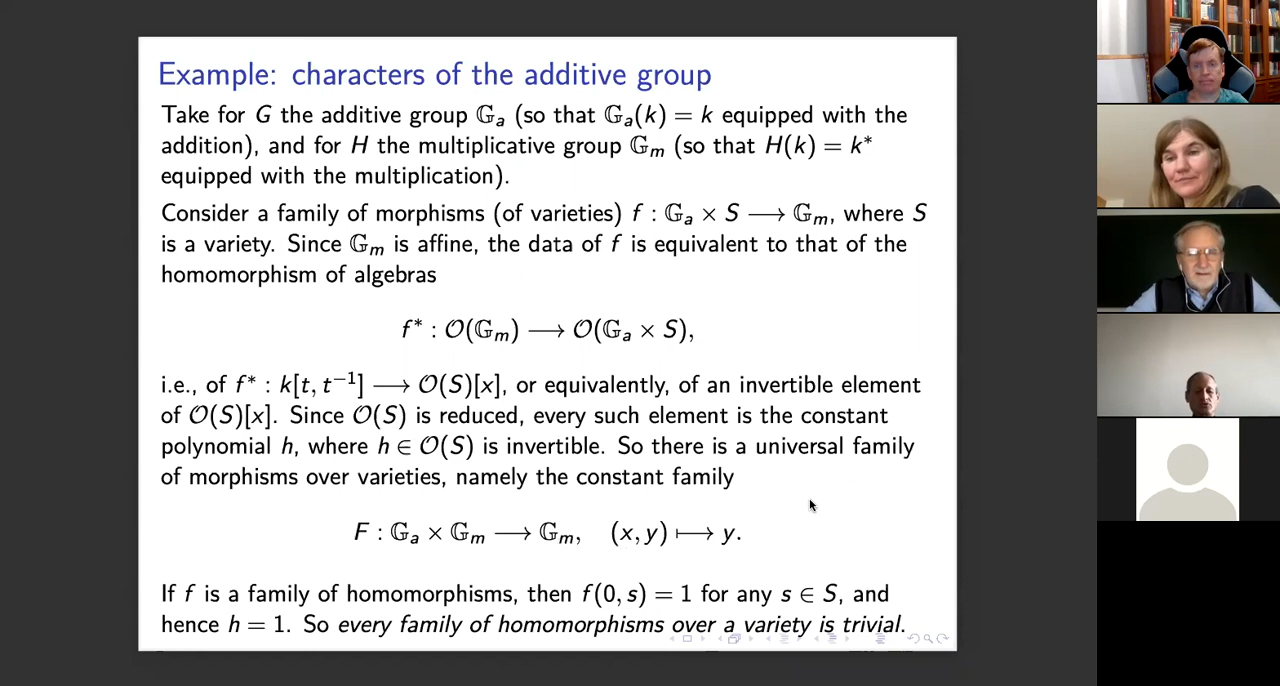 Example: characters of the additive group
Take for G the additive group 𝔾ₐ (so that 𝔾ₐ(k) = k equipped with the
addition), and for H the multiplicative group 𝔾ₘ (so that H(k) = k*
equipped with the multiplication).
Consider a family of morphisms (of varieties) f : 𝔾ₐ × S ⟶ 𝔾ₘ, where S
is a variety. Since 𝔾ₘ is affine, the data of f is equivalent to that of the
homomorphism of algebras
f* : 𝒪(𝔾ₘ) ⟶ 𝒪(𝔾ₐ × S),
i.e., of f* : k[t, t⁻¹] ⟶ 𝒪(S)[x], or equivalently, of an invertible element
of 𝒪(S)[x]. Since 𝒪(S) is reduced, every such element is the constant
polynomial h, where h ∈ 𝒪(S) is invertible. So there is a universal family
of morphisms over varieties, namely the constant family
F : 𝔾ₐ × 𝔾ₘ ⟶ 𝔾ₘ, (x, y) ⟼ y.
If f is a family of homomorphisms, then f(0, s) = 1 for any s ∈ S, and
hence h = 1. So every family of homomorphisms over a variety is trivial.